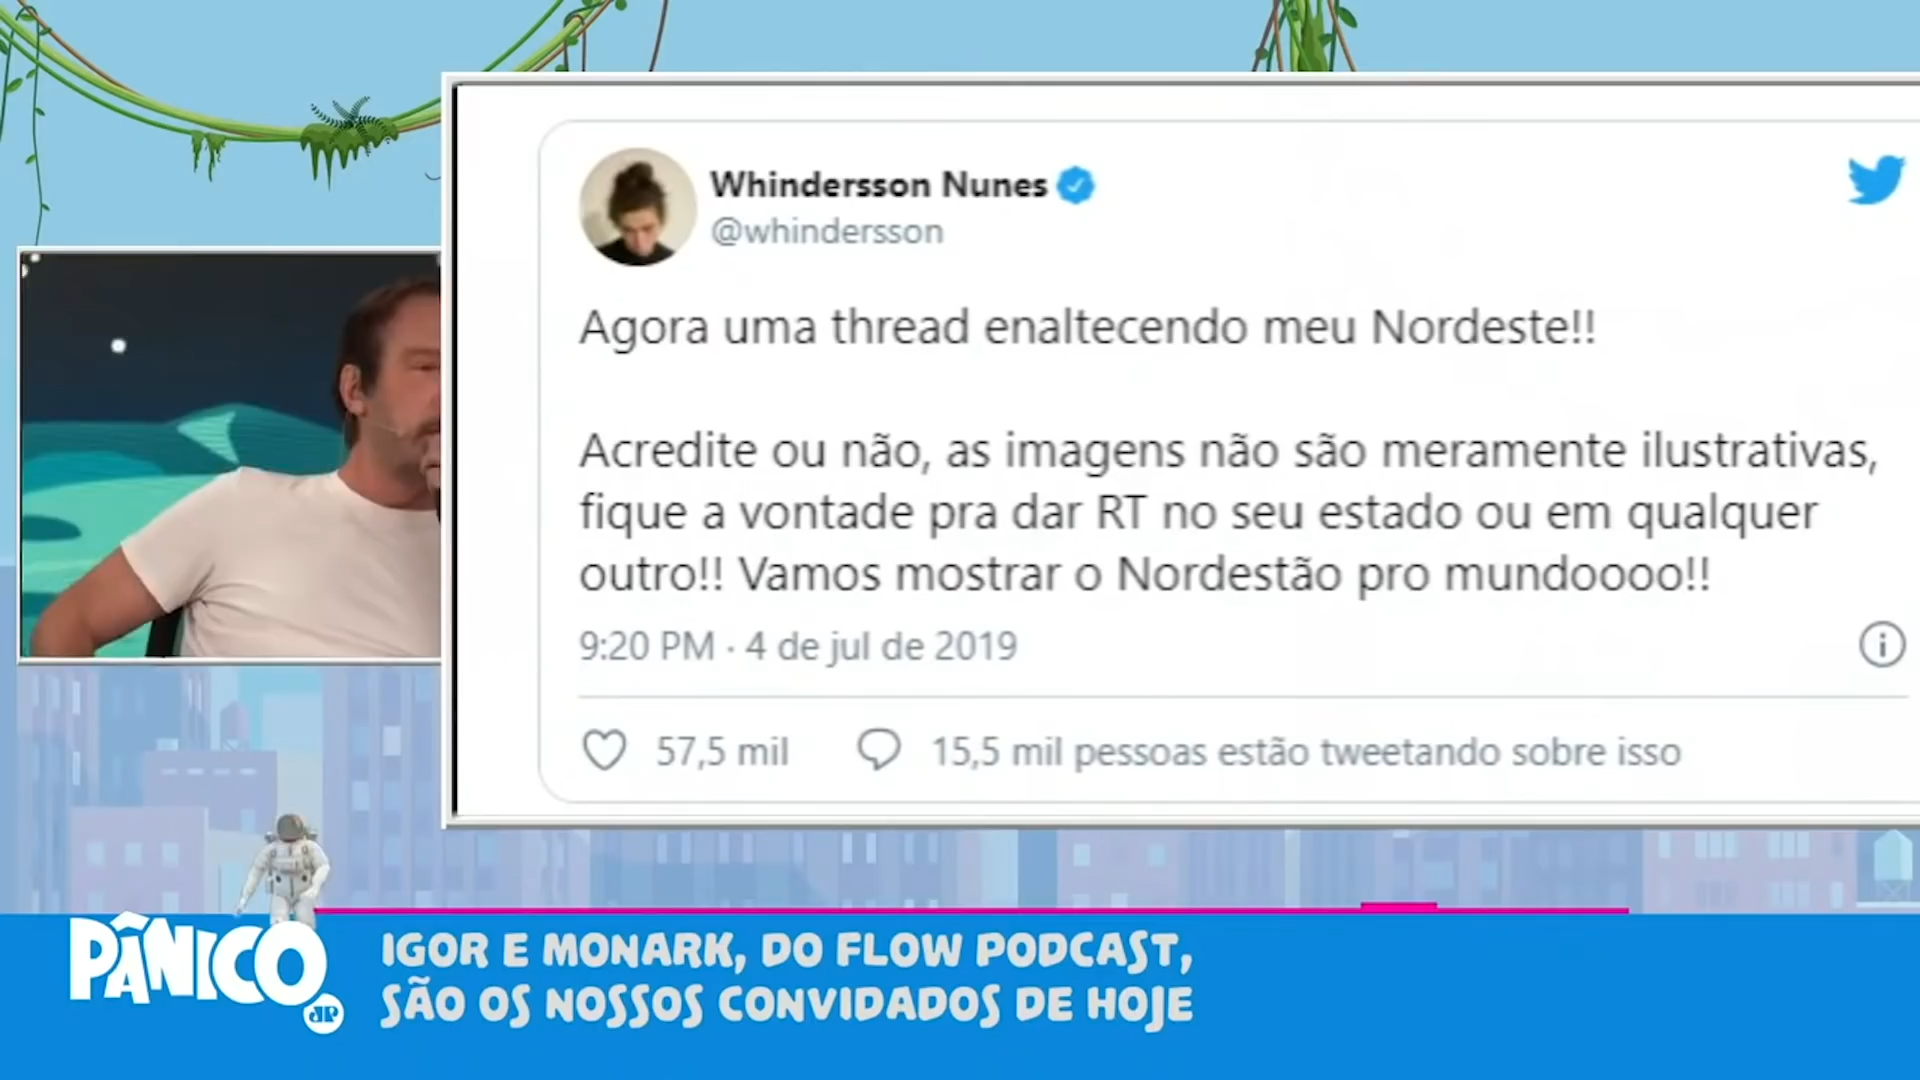 Whindersson Nunes
@whindersson
Agora uma thread enaltecendo meu Nordeste!!
Acredite ou não, as imagens não são meramente ilustrativas,
fique a vontade pra dar RT no seu estado ou em qualquer
outro!! Vamos mostrar o Nordestão pro mundoooo!!
9:20 PM · 4 de jul de 2019
57,5 mil 15,5 mil pessoas estão tweetando sobre isso
PÂNICO
JP
IGOR E MONARK, DO FLOW PODCAST,
SÃO OS NOSSOS CONVIDADOS DE HOJE